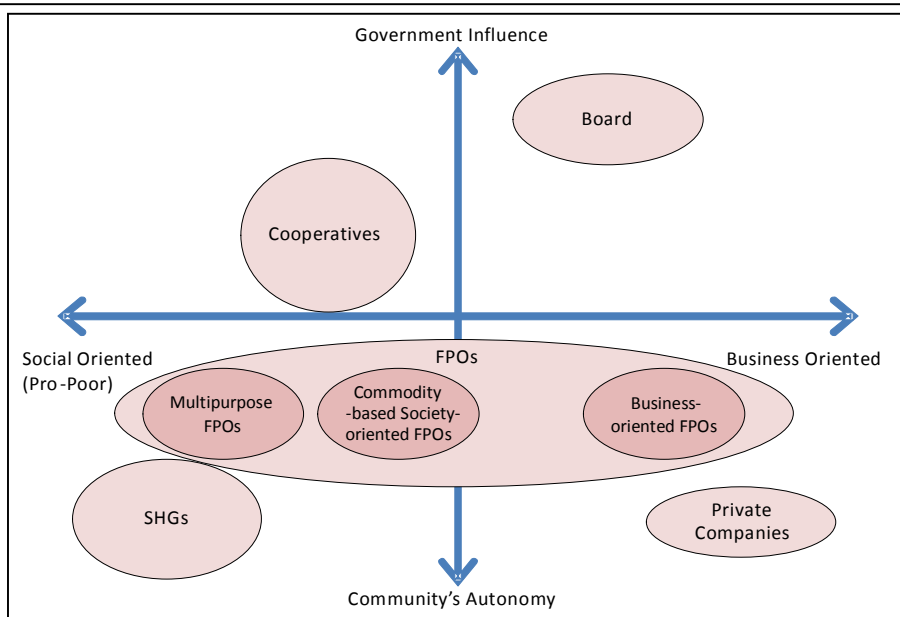 Government Influence
Board
Cooperatives
Social Oriented
(Pro-Poor)
FPOs
Business Oriented
Multipurpose
FPOs
Commodity
-based Society-
oriented FPOs
Business-
oriented FPOs
SHGs
Private
Companies
Community's Autonomy